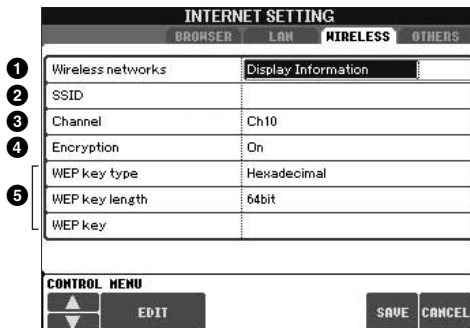 INTERNET SETTING
BROWSER LAN WIRELESS OTHERS
1 Wireless networks Display Information
2 SSID
3 Channel Ch10
4 Encryption On
5 WEP key type Hexadecimal
WEP key length 64bit
WEP key
CONTROL MENU
EDIT SAVE CANCEL